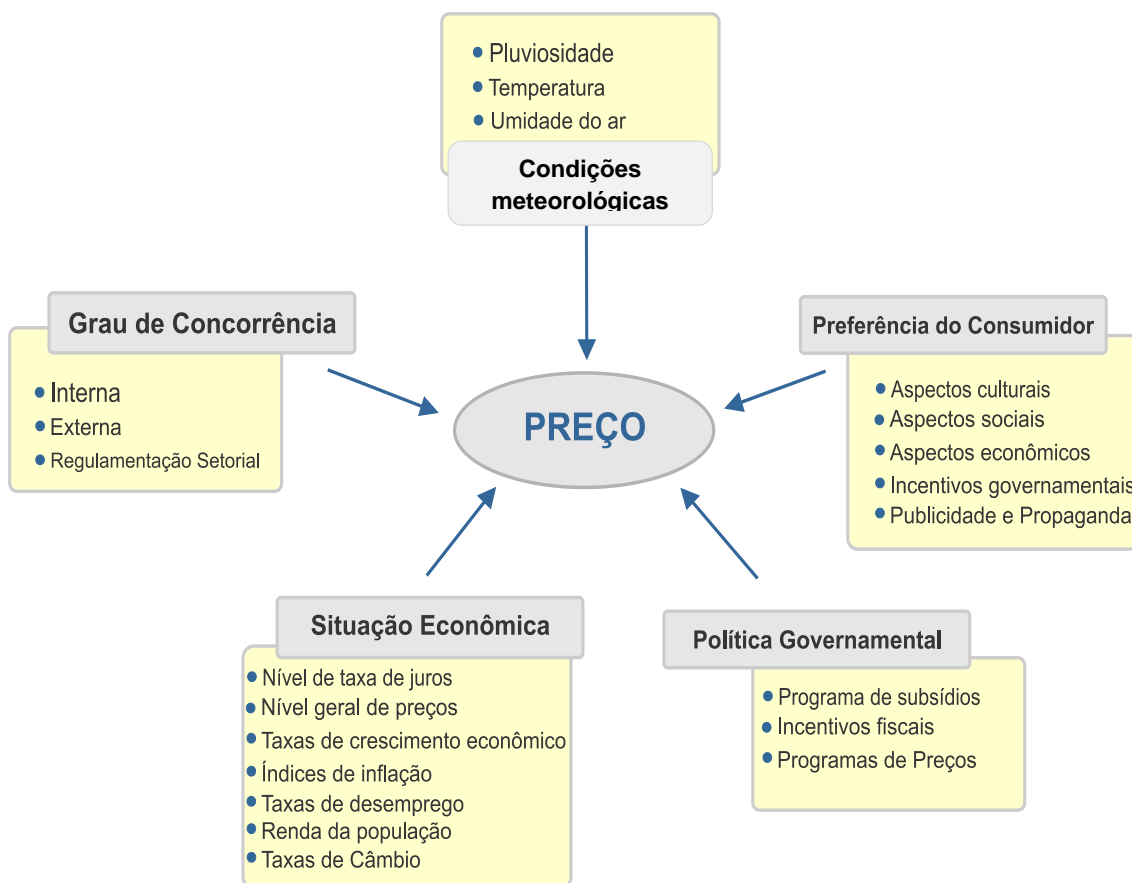 • Pluviosidade
• Temperatura
• Umidade do ar
Condições
meteorológicas
Grau de Concorrência
• Interna
• Externa
• Regulamentação Setorial
PREÇO
Preferência do Consumidor
• Aspectos culturais
• Aspectos sociais
• Aspectos econômicos
• Incentivos governamentais
• Publicidade e Propaganda
Situação Econômica
• Nível de taxa de juros
• Nível geral de preços
• Taxas de crescimento econômico
• Índices de inflação
• Taxas de desemprego
• Renda da população
• Taxas de Câmbio
Política Governamental
• Programa de subsídios
• Incentivos fiscais
• Programas de Preços